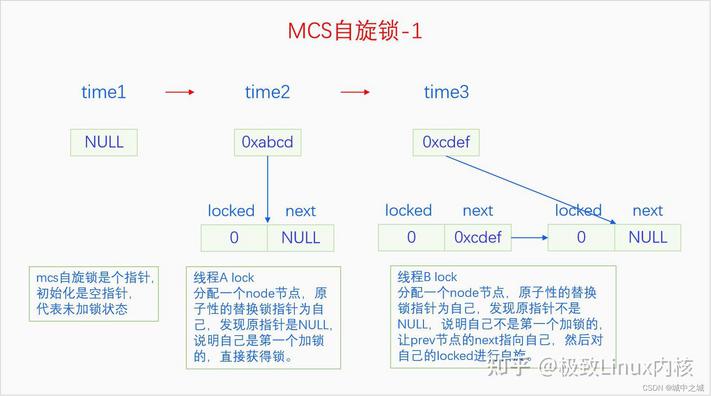 MCS自旋锁-1
time1
time2
time3
NULL
0xabcd
0xcdef
locked next
locked next
locked next
0 NULL
0 0xcdef
0 NULL
mcs自旋锁是个指针,
初始化是空指针,
代表未加锁状态
线程A lock
分配一个node节点，原
子性的替换锁指针为自
己，发现原指针是NULL,
说明自己是第一个加锁
的，直接获得锁。
线程B lock
分配一个node节点，原子性的替换
锁指针为自己，发现原指针不是
NULL，说明自己不是第一个加锁的，
让prev节点的next指向自己，然后对
自己的locked进行自旋。
知乎 @极致Linux内核
CSDN @城中之城